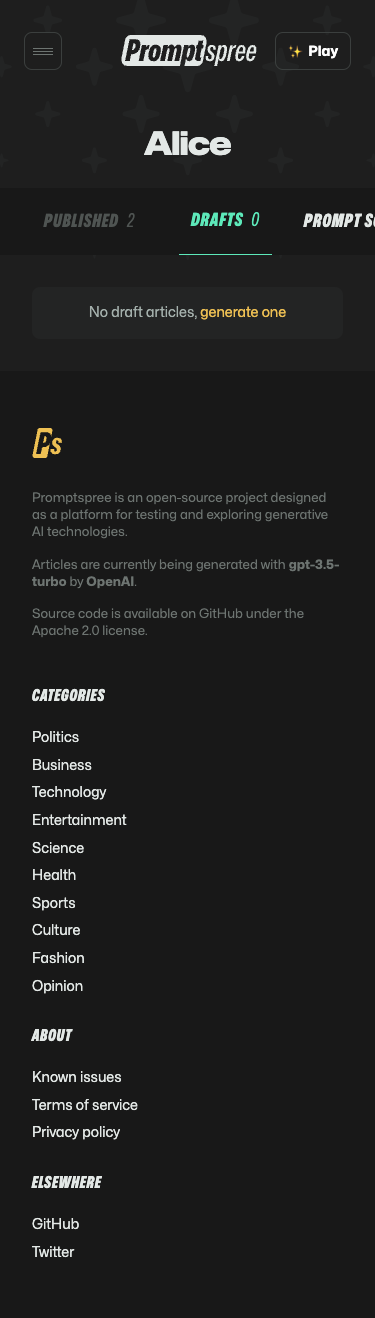 Promptspree
✨ Play
Alice
PUBLISHED 2
DRAFTS 0
PROMPT
No draft articles, generate one
Ps
Promptspree is an open-source project designed
as a platform for testing and exploring generative
AI technologies.
Articles are currently being generated with gpt-3.5-
turbo by OpenAI.
Source code is available on GitHub under the
Apache 2.0 license.
CATEGORIES
Politics
Business
Technology
Entertainment
Science
Health
Sports
Culture
Fashion
Opinion
ABOUT
Known issues
Terms of service
Privacy policy
ELSEWHERE
GitHub
Twitter